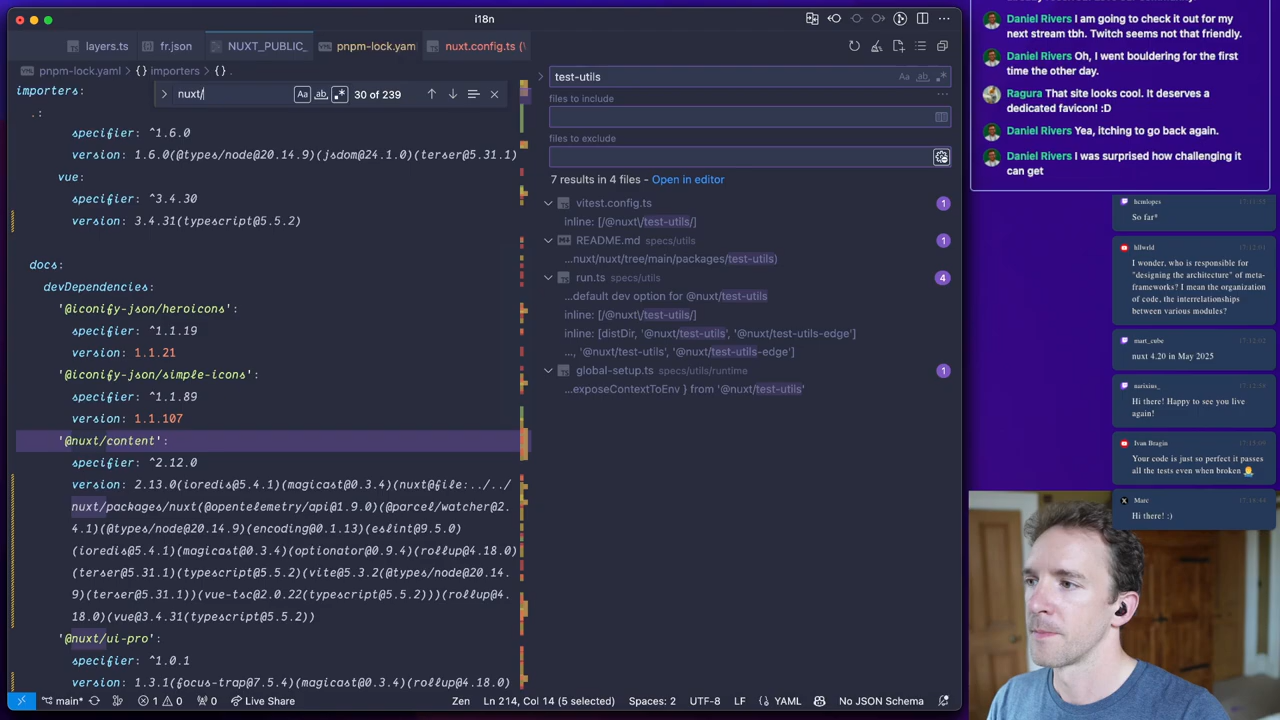 i18n
layers.ts
fr.json
NUXT_PUBLIC_
pnpm-lock.yam
nuxt.config.ts (
pnpm-lock.yaml › {} importers › {} .
importers:
.:
nuxt/
Aa
ab
30 of 239
specifier: ^1.6.0
version: 1.6.0(@types/node@20.14.9)(jsdom@24.1.0)(terser@5.31.1)
vue:
specifier: ^3.4.30
version: 3.4.31(typescript@5.5.2)
docs:
devDependencies:
'@iconify-json/heroicons':
specifier: ^1.1.19
version: 1.1.21
'@iconify-json/simple-icons':
specifier: ^1.1.89
version: 1.1.107
'@nuxt/content':
specifier: ^2.12.0
version: 2.13.0(ioredis@5.4.1)(magicast@0.3.4)(nuxt@file:../../
nuxt/packages/nuxt(@opentelemetry/api@1.9.0)(@parcel/watcher@2.
4.1)(@types/node@20.14.9)(encoding@0.1.13)(eslint@9.5.0)
(ioredis@5.4.1)(magicast@0.3.4)(optionator@0.9.4)(rollup@4.18.0)
(terser@5.31.1)(typescript@5.5.2)(vite@5.3.2(@types/node@20.14.
9)(terser@5.31.1))(vue-tsc@2.0.22(typescript@5.5.2)))(rollup@4.
18.0)(vue@3.4.31(typescript@5.5.2))
'@nuxt/ui-pro':
specifier: ^1.0.1
version: 1.3.1(focus-trap@7.5.4)(magicast@0.3.4)(rollup@4.18.0)
test-utils
Aa
ab
files to include
files to exclude
7 results in 4 files - Open in editor
vitest.config.ts
1
inline: [/@nuxt\/test-utils/]
README.md specs/utils
1
...nuxt/nuxt/tree/main/packages/test-utils)
run.ts specs/utils
4
...default dev option for @nuxt/test-utils
inline: [/@nuxt\/test-utils/]
inline: [distDir, '@nuxt/test-utils', '@nuxt/test-utils-edge']
..., '@nuxt/test-utils', '@nuxt/test-utils-edge']
global-setup.ts specs/utils/runtime
1
...exposeContextToEnv } from '@nuxt/test-utils'
main*
1
0
0
Live Share
Zen
Ln 214, Col 14 (5 selected)
Spaces: 2
UTF-8
LF
{} YAML
No JSON Schema
Daniel Rivers I am going to check it out for my
next stream tbh. Twitch seems not that friendly.
Daniel Rivers Oh, I went bouldering for the first
time the other day.
Ragura That site looks cool. It deserves a
dedicated favicon! :D
Daniel Rivers Yea, itching to go back again.
Daniel Rivers I was surprised how challenging it
can get
So far*
hllwrld
17:12:01
I wonder, who is responsible for
"designing the architecture" of meta-
frameworks? I mean the organization
of code, the interrelationships
between various modules?
mart_cube
17:12:02
nuxt 4.20 in May 2025
Hi there! Happy to see you live
again!
Ivan Bragin
Your code is just so perfect it passes
all the tests even when broken
Marc
Hi there! :)